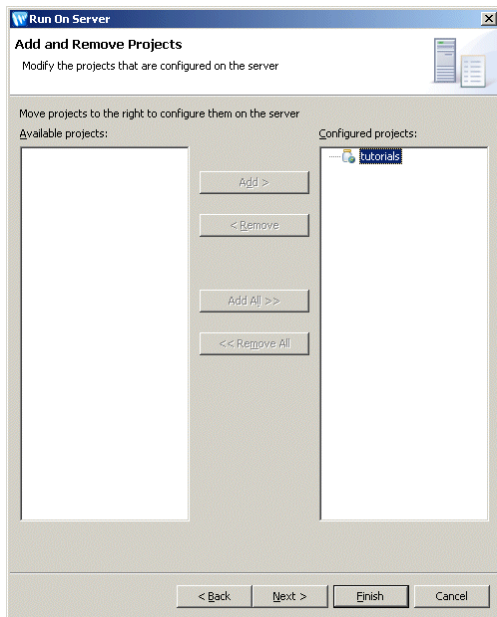 Run On Server
Add and Remove Projects
Modify the projects that are configured on the server
Move projects to the right to configure them on the server
Available projects:
Configured projects:
tutorials
Add >
< Remove
Add All >>
<< Remove All
< Back
Next >
Finish
Cancel